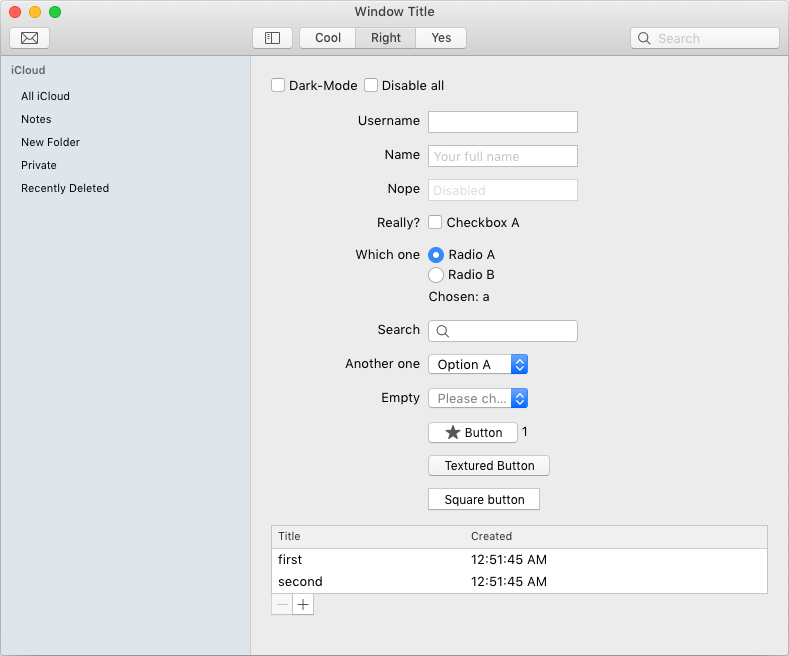 Window Title
Cool Right Yes Search
iCloud
All iCloud
Notes
New Folder
Private
Recently Deleted
Dark-Mode Disable all
Username
Name Your full name
Nope Disabled
Really? Checkbox A
Which one Radio A
Radio B
Chosen: a
Search
Another one Option A
Empty Please ch...
Button 1
Textured Button
Square button
Title Created
first 12:51:45 AM
second 12:51:45 AM